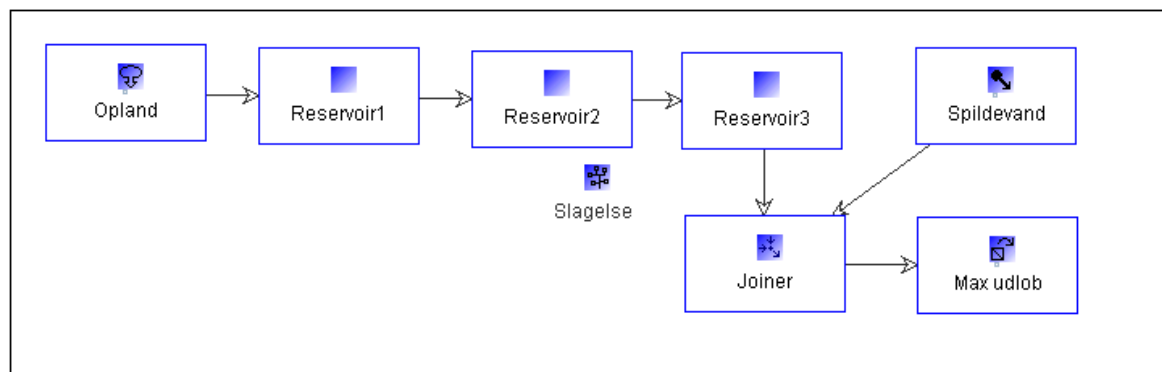 Opland
Reservoir1
Reservoir2
Reservoir3
Spildevand
Slagelse
Joiner
Max udlob